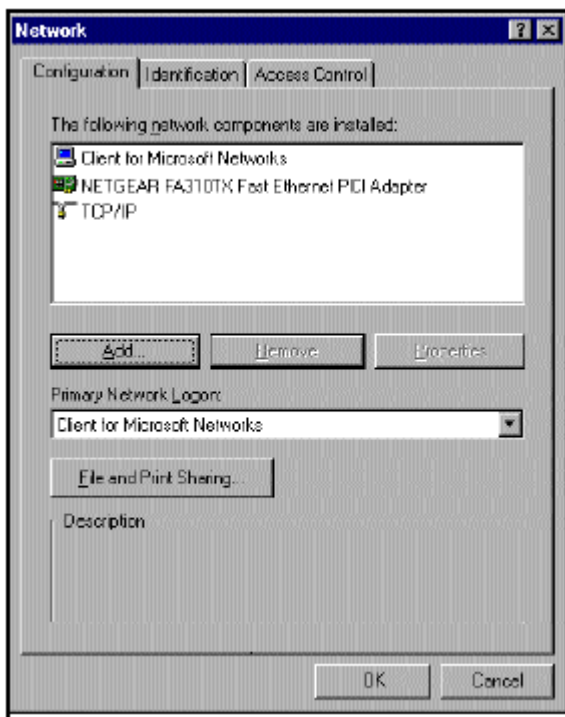 Network
Configuration Identification Access Control
The following network components are installed:
Client for Microsoft Networks
NETGEAR FA310TX Fast Ethernet PCI Adapter
TCP/IP
Add... Remove Properties
Primary Network Logon:
Client for Microsoft Networks
File and Print Sharing...
Description
OK Cancel